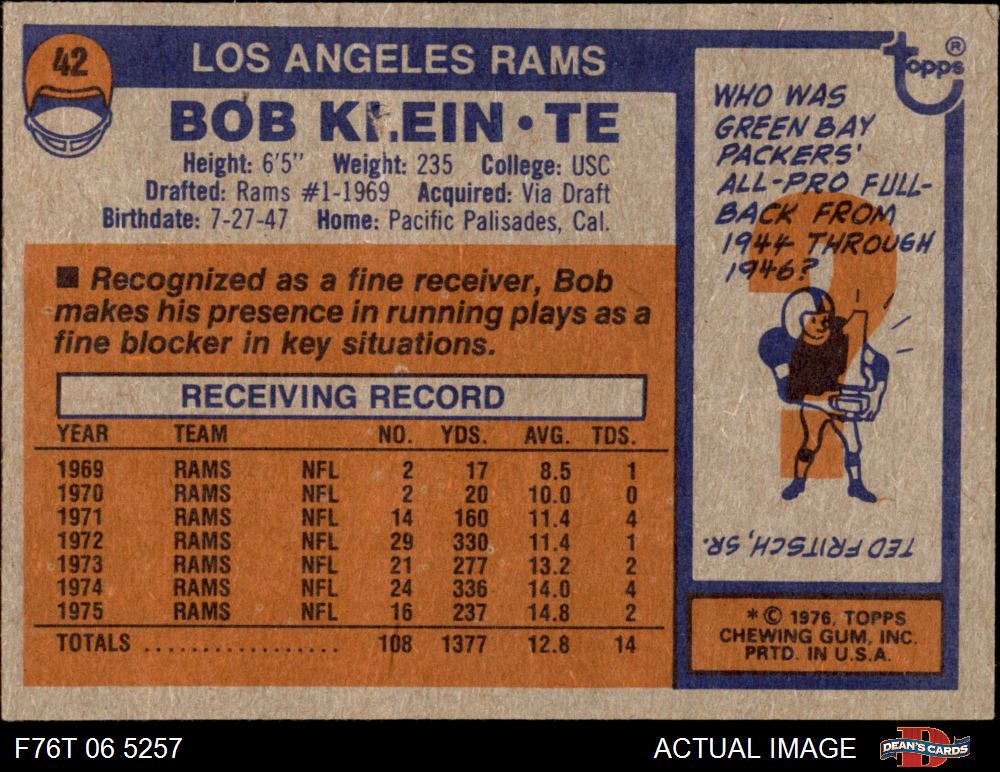 42
LOS ANGELES RAMS
BOB KLEIN • TE
Height: 6'5" Weight: 235 College: USC
Drafted: Rams #1-1969 Acquired: Via Draft
Birthdate: 7-27-47 Home: Pacific Palisades, Cal.
■ Recognized as a fine receiver, Bob
makes his presence in running plays as a
fine blocker in key situations.
RECEIVING RECORD
YEAR TEAM NO. YDS. AVG. TDS.
1969 RAMS NFL 2 17 8.5 1
1970 RAMS NFL 2 20 10.0 0
1971 RAMS NFL 14 160 11.4 4
1972 RAMS NFL 29 330 11.4 1
1973 RAMS NFL 21 277 13.2 2
1974 RAMS NFL 24 336 14.0 4
1975 RAMS NFL 16 237 14.8 2
TOTALS ................. 108 1377 12.8 14
topps ®
WHO WAS
GREEN BAY
PACKERS'
ALL-PRO FULL-
BACK FROM
1944 THROUGH
1946?
?
TED FRITSCH, SR.
* © 1976, TOPPS
CHEWING GUM, INC.
PRTD. IN U.S.A.
F76T 06 5257
ACTUAL IMAGE
DEAN'S CARDS